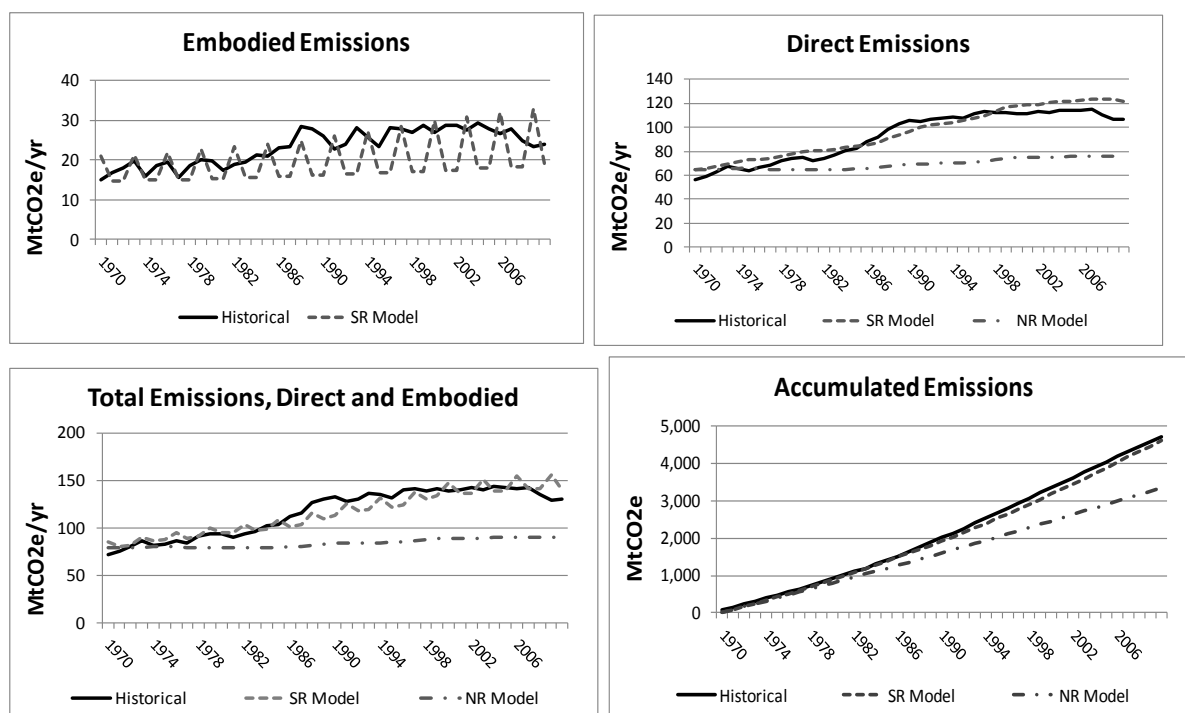 Embodied Emissions
MtCO2e/yr
40
30
20
10
0
1970 1974 1978 1982 1986 1990 1994 1998 2002 2006
Historical SR Model
Direct Emissions
MtCO2e/yr
140
120
100
80
60
40
20
0
1970 1974 1978 1982 1986 1990 1994 1998 2002 2006
Historical SR Model NR Model
Total Emissions, Direct and Embodied
MtCO2e/yr
200
150
100
50
0
1970 1974 1978 1982 1986 1990 1994 1998 2002 2006
Historical SR Model NR Model
Accumulated Emissions
MtCO2e
5,000
4,000
3,000
2,000
1,000
0
1970 1974 1978 1982 1986 1990 1994 1998 2002 2006
Historical SR Model NR Model